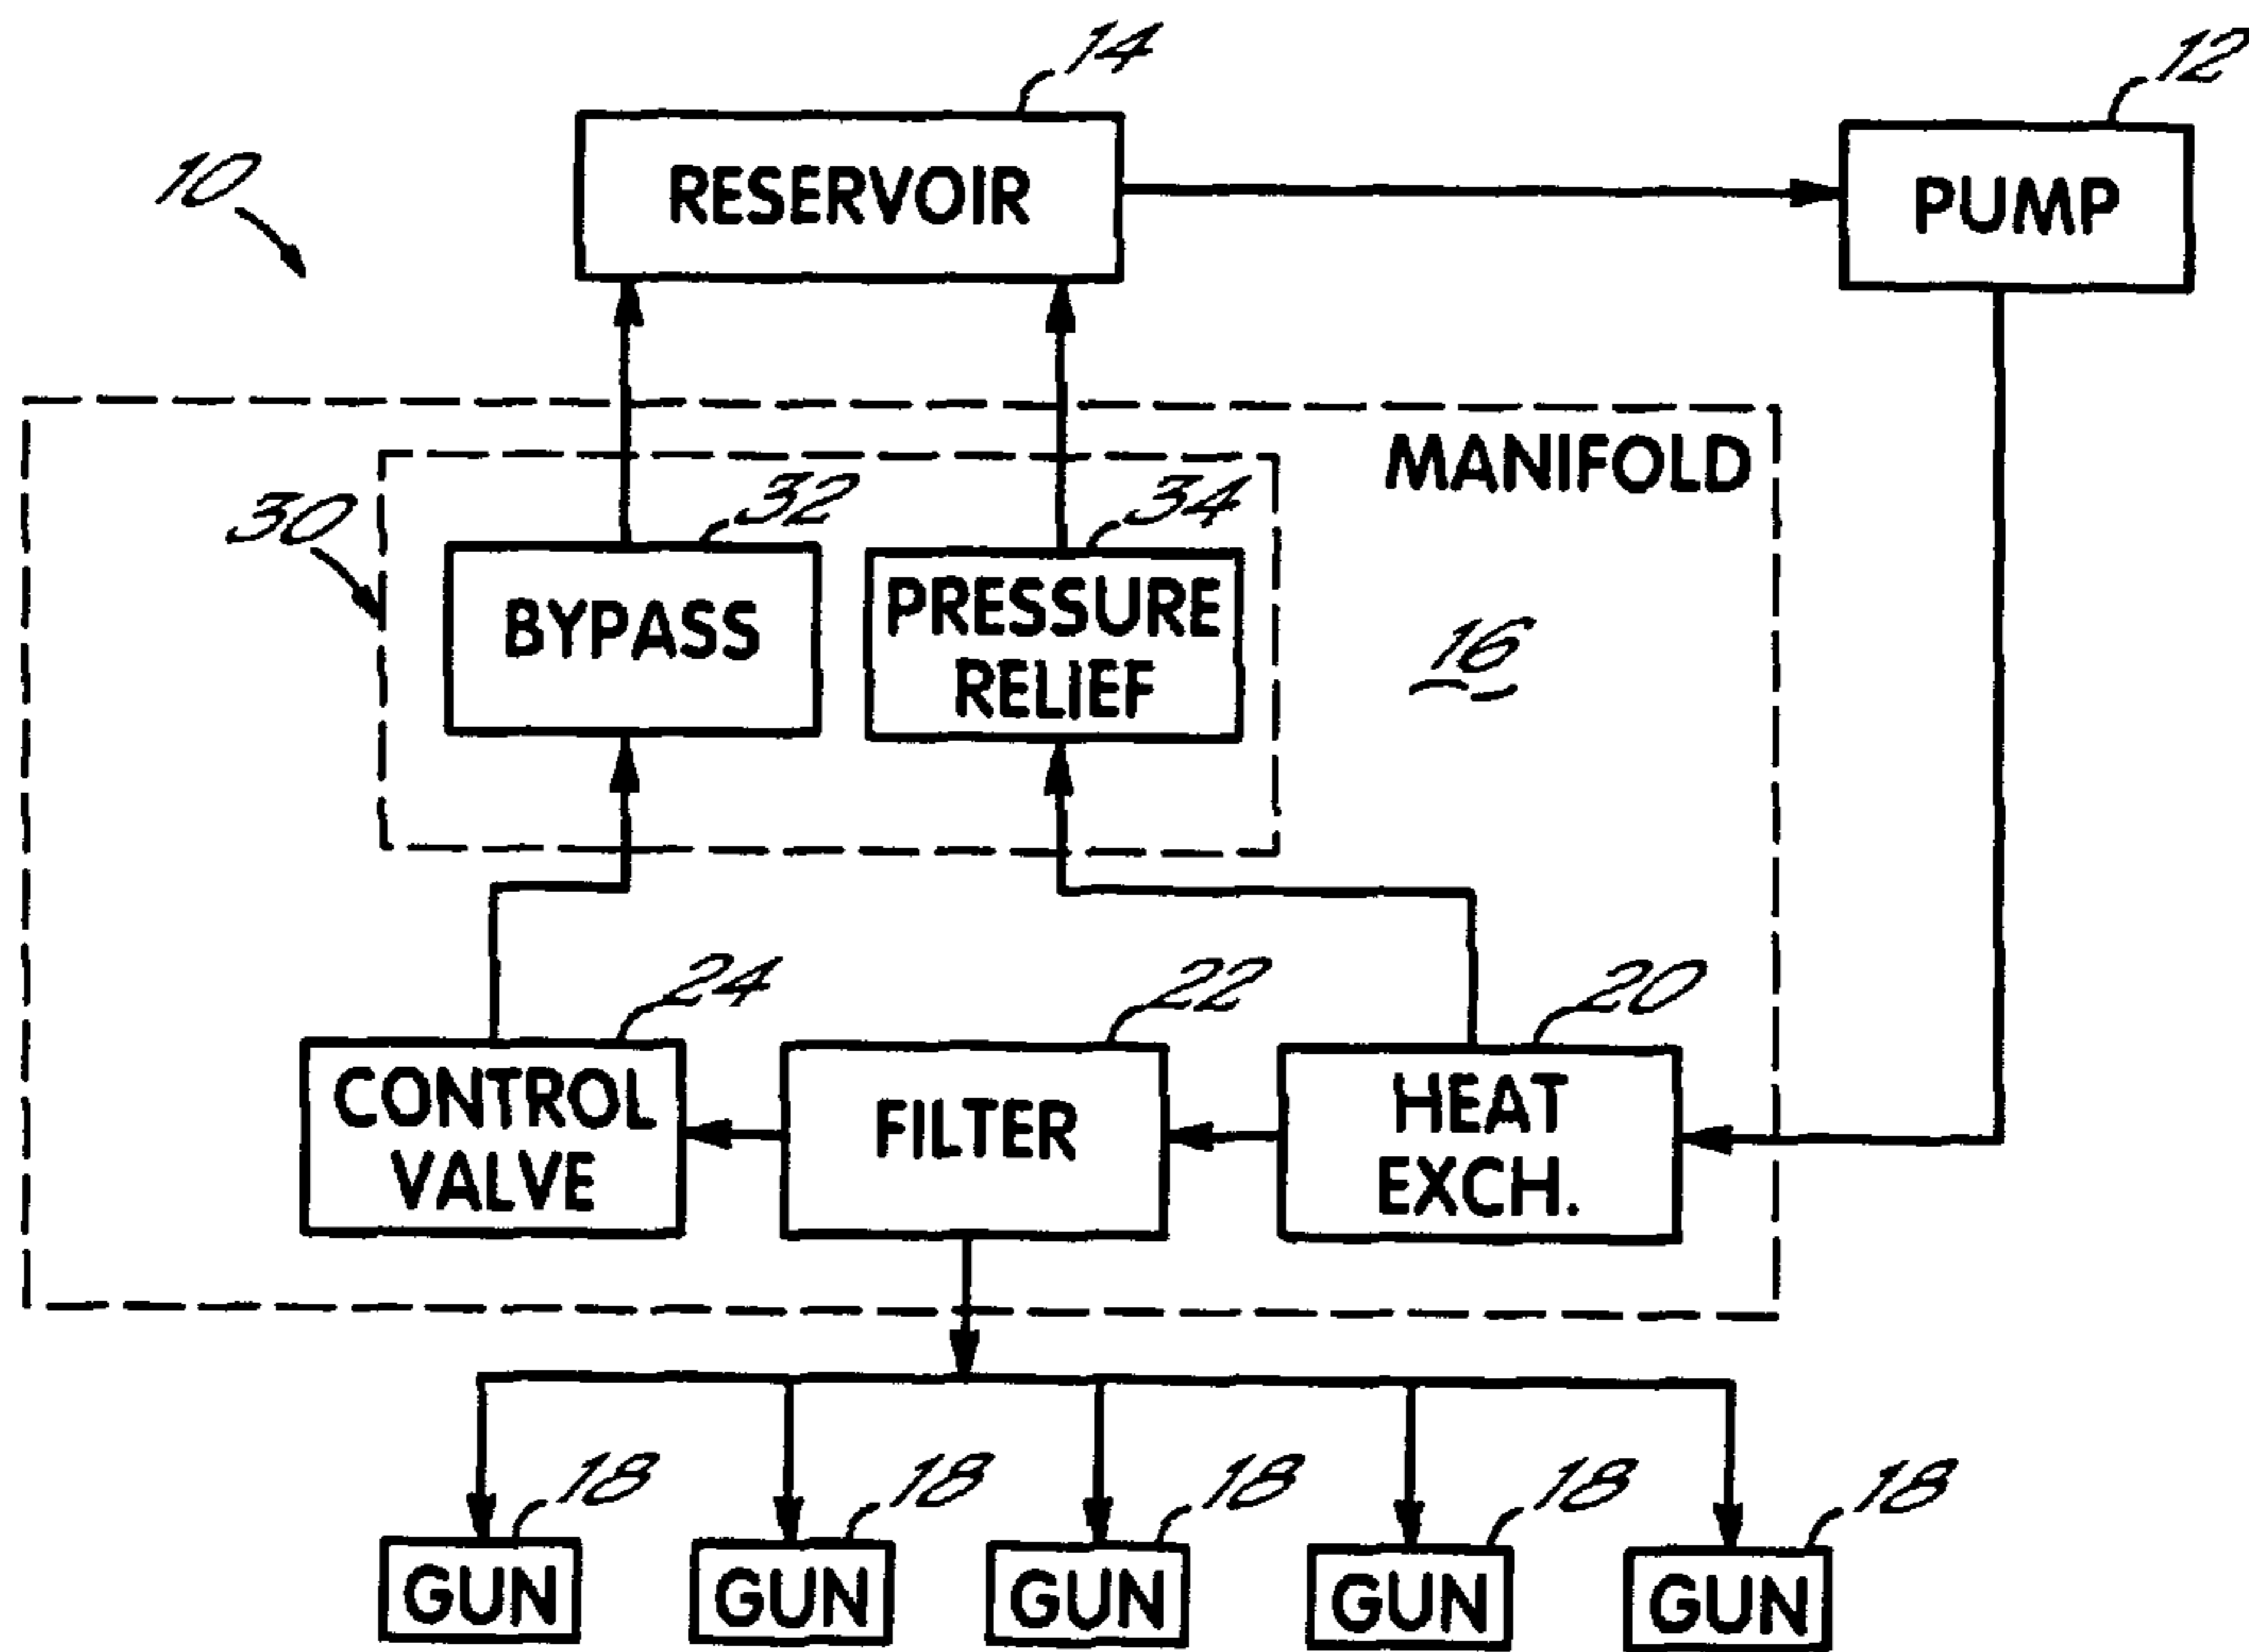 14
12
10
RESERVOIR
PUMP
MANIFOLD
30
32
34
BYPASS
PRESSURE
RELIEF
16
24
22
20
CONTROL
VALVE
FILTER
HEAT
EXCH.
18
18
18
18
18
GUN
GUN
GUN
GUN
GUN